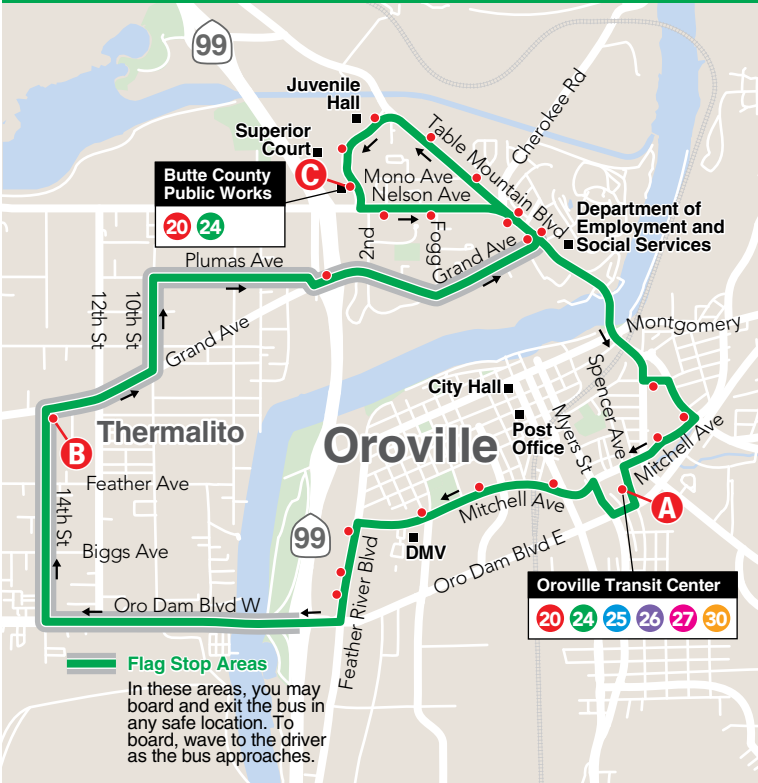 99
Juvenile
Hall
Superior
Court
Cherokee Rd
Table Mountain Blvd
C
Mono Ave
Nelson Ave
Butte County
Public Works
20 24
Department of
Employment and
Social Services
2nd
Fogg
Grand Ave
Plumas Ave
12th St
10th St
Grand Ave
Montgomery
Spencer Ave
City Hall
Post
Office
Myers St
Mitchell Ave
Thermalito
Oroville
B
A
Feather Ave
14th St
Biggs Ave
99
Mitchell Ave
DMV
Oro Dam Blvd E
Feather River Blvd
Oro Dam Blvd W
Oroville Transit Center
20 24 25 26 27 30
Flag Stop Areas
In these areas, you may
board and exit the bus in
any safe location. To
board, wave to the driver
as the bus approaches.